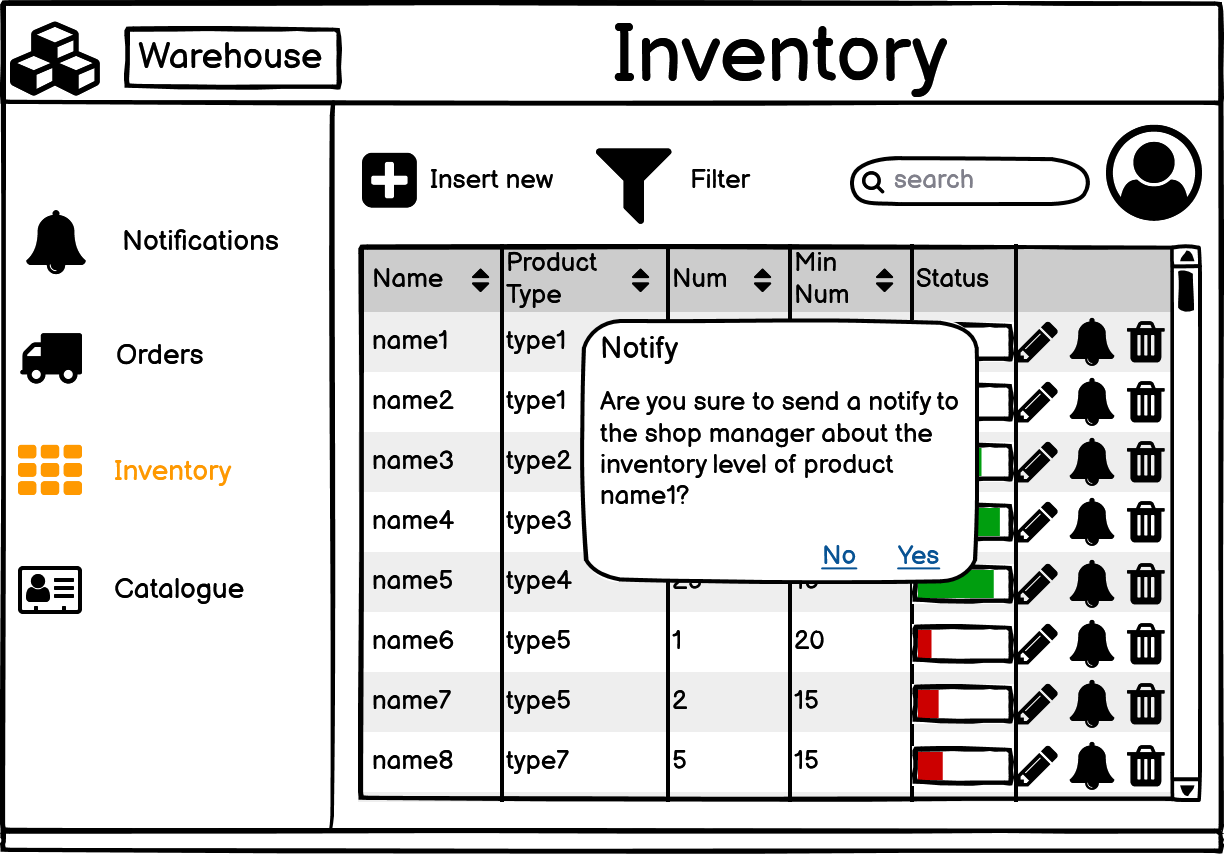 Warehouse
Inventory
Insert new
Filter
search
Notifications
Orders
Inventory
Catalogue
Name
Product
Type
Num
Min
Num
Status
name1 type1
name2 type1
name3 type2
name4 type3
name5 type4
name6 type5 1 20
name7 type5 2 15
name8 type7 5 15
Notify
Are you sure to send a notify to
the shop manager about the
inventory level of product
name1?
No Yes